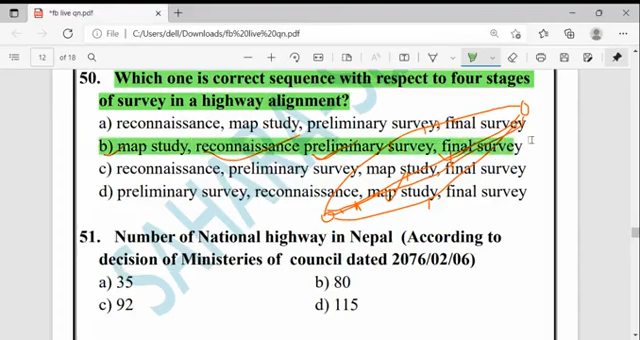 *fb live qn.pdf
File
C:/Users/dell/Downloads/fb%20live%20qn.pdf
12 of 18
50. Which one is correct sequence with respect to four stages
of survey in a highway alignment?
a) reconnaissance, map study, preliminary survey, final survey
b) map study, reconnaissance preliminary survey, final survey
c) reconnaissance, preliminary survey, map study, final survey
d) preliminary survey, reconnaissance, map study, final survey
51. Number of National highway in Nepal (According to
decision of Ministeries of council dated 2076/02/06)
a) 35 b) 80
c) 92 d) 115